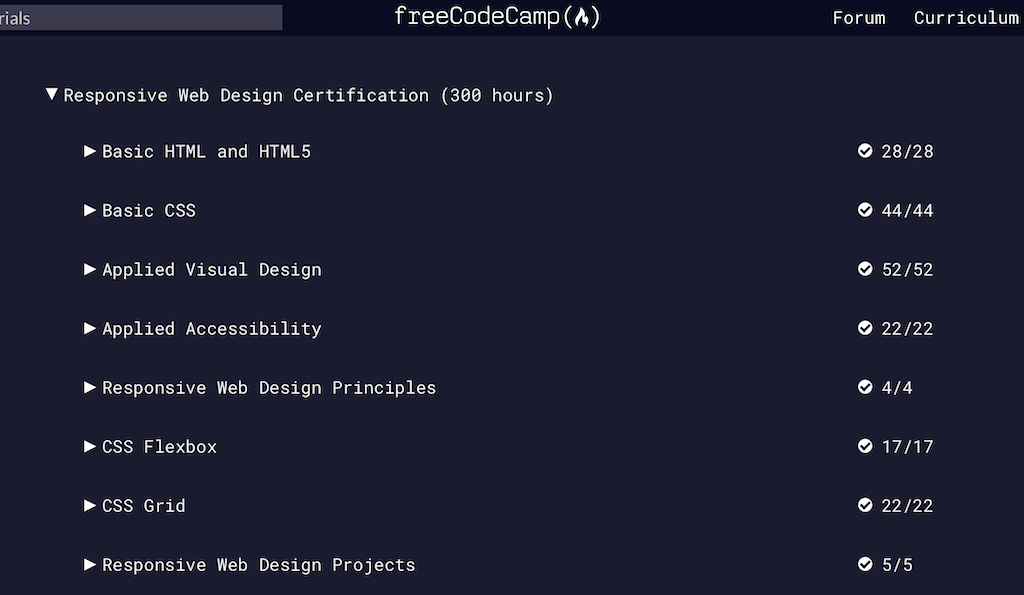 rials freeCodeCamp(🔥) Forum Curriculum
Responsive Web Design Certification (300 hours)
Basic HTML and HTML5 28/28
Basic CSS 44/44
Applied Visual Design 52/52
Applied Accessibility 22/22
Responsive Web Design Principles 4/4
CSS Flexbox 17/17
CSS Grid 22/22
Responsive Web Design Projects 5/5